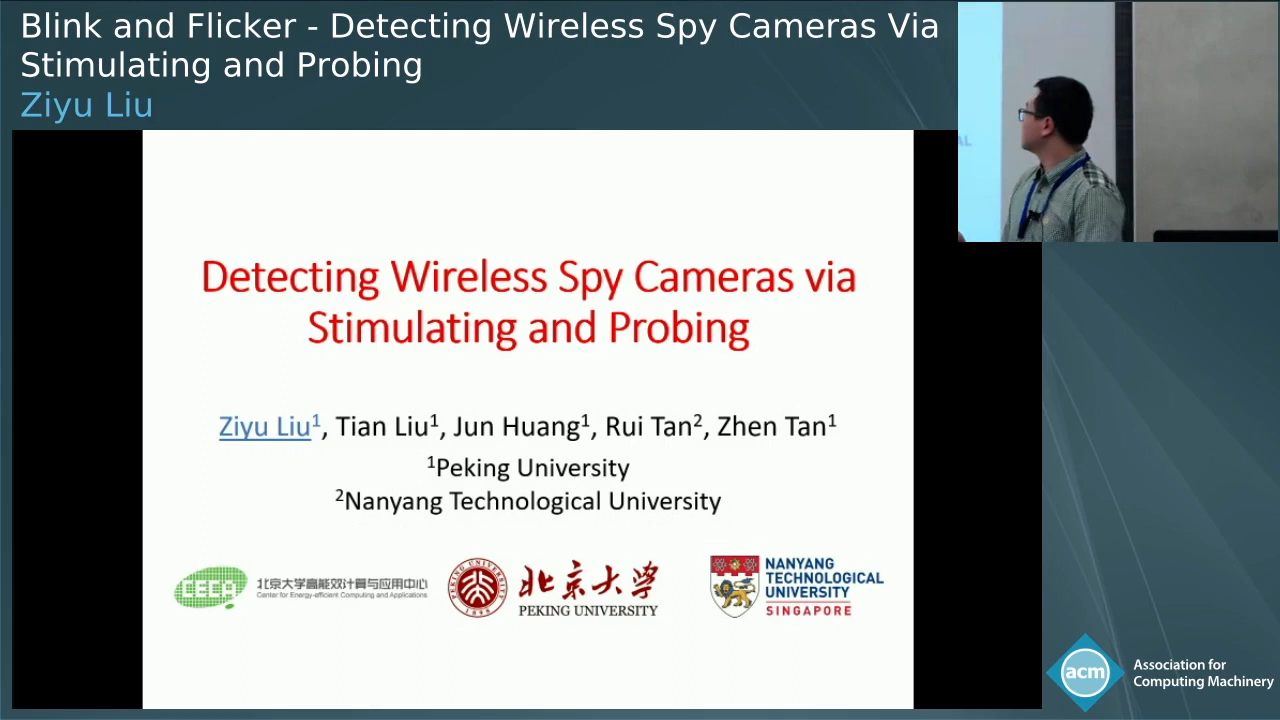 Blink and Flicker - Detecting Wireless Spy Cameras Via
Stimulating and Probing
Ziyu Liu
Detecting Wireless Spy Cameras via
Stimulating and Probing
Ziyu Liu1, Tian Liu1, Jun Huang1, Rui Tan2, Zhen Tan1
1Peking University
2Nanyang Technological University
CECA
北京大学高能效计算与应用中心
Center for Energy-efficient Computing and Applications
PEKING UNIVERSITY
1898
北京大学
PEKING UNIVERSITY
NANYANG
TECHNOLOGICAL
UNIVERSITY
SINGAPORE
acm
Association for
Computing Machinery